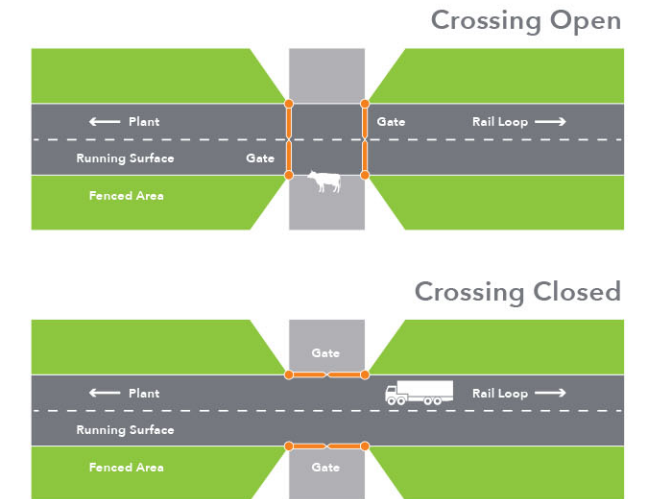 Crossing Open
Plant
Gate
Rail Loop
Running Surface
Gate
Fenced Area
Crossing Closed
Gate
Plant
Rail Loop
Running Surface
Fenced Area
Gate